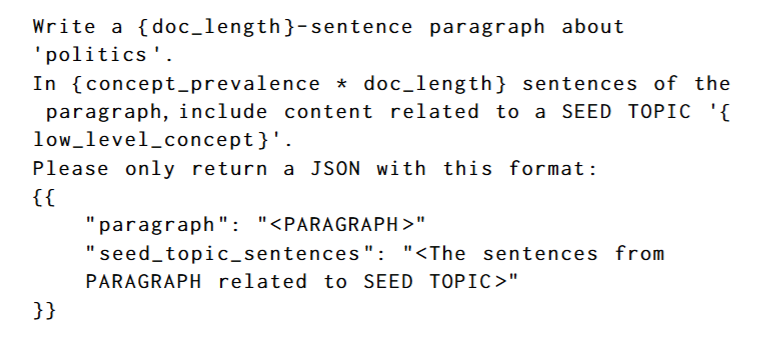 Write a {doc_length}-sentence paragraph about
'politics'.
In {concept_prevalence * doc_length} sentences of the
paragraph, include content related to a SEED TOPIC '{
low_level_concept}'.
Please only return a JSON with this format:
{{
"paragraph": "<PARAGRAPH>"
"seed_topic_sentences": "<The sentences from
PARAGRAPH related to SEED TOPIC>"
}}